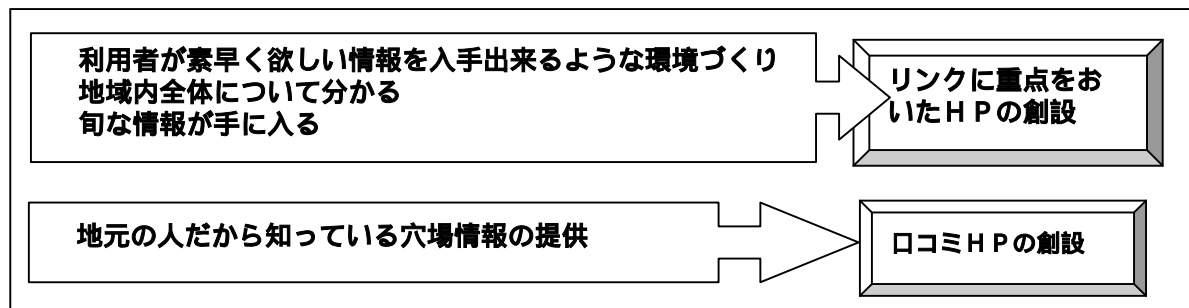 利用者が素早く欲しい情報を入手出来るような環境づくり
地域内全体について分かる
旬な情報が手に入る
リンクに重点をお
いたＨＰの創設
地元の人だから知っている穴場情報の提供
口コミＨＰの創設